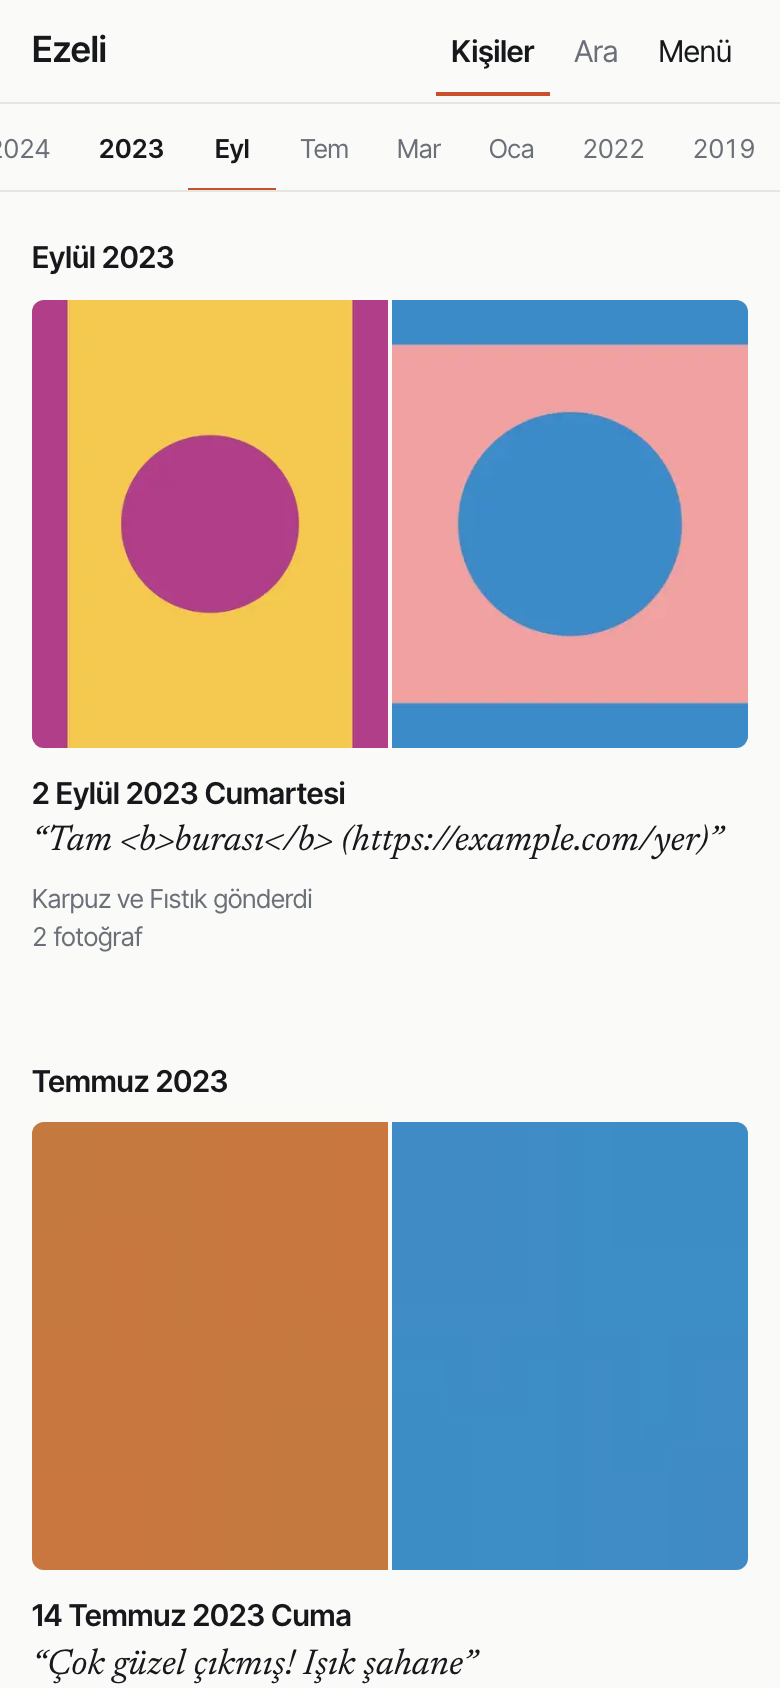 Ezeli Kişiler Ara Menü
2024 2023 Eyl Tem Mar Oca 2022 2019
Eylül 2023
2 Eylül 2023 Cumartesi
“Tam <b>burası</b> (https://example.com/yer)”
Karpuz ve Fıstık gönderdi
2 fotoğraf
Temmuz 2023
14 Temmuz 2023 Cuma
“Çok güzel çıkmış! Işık şahane”